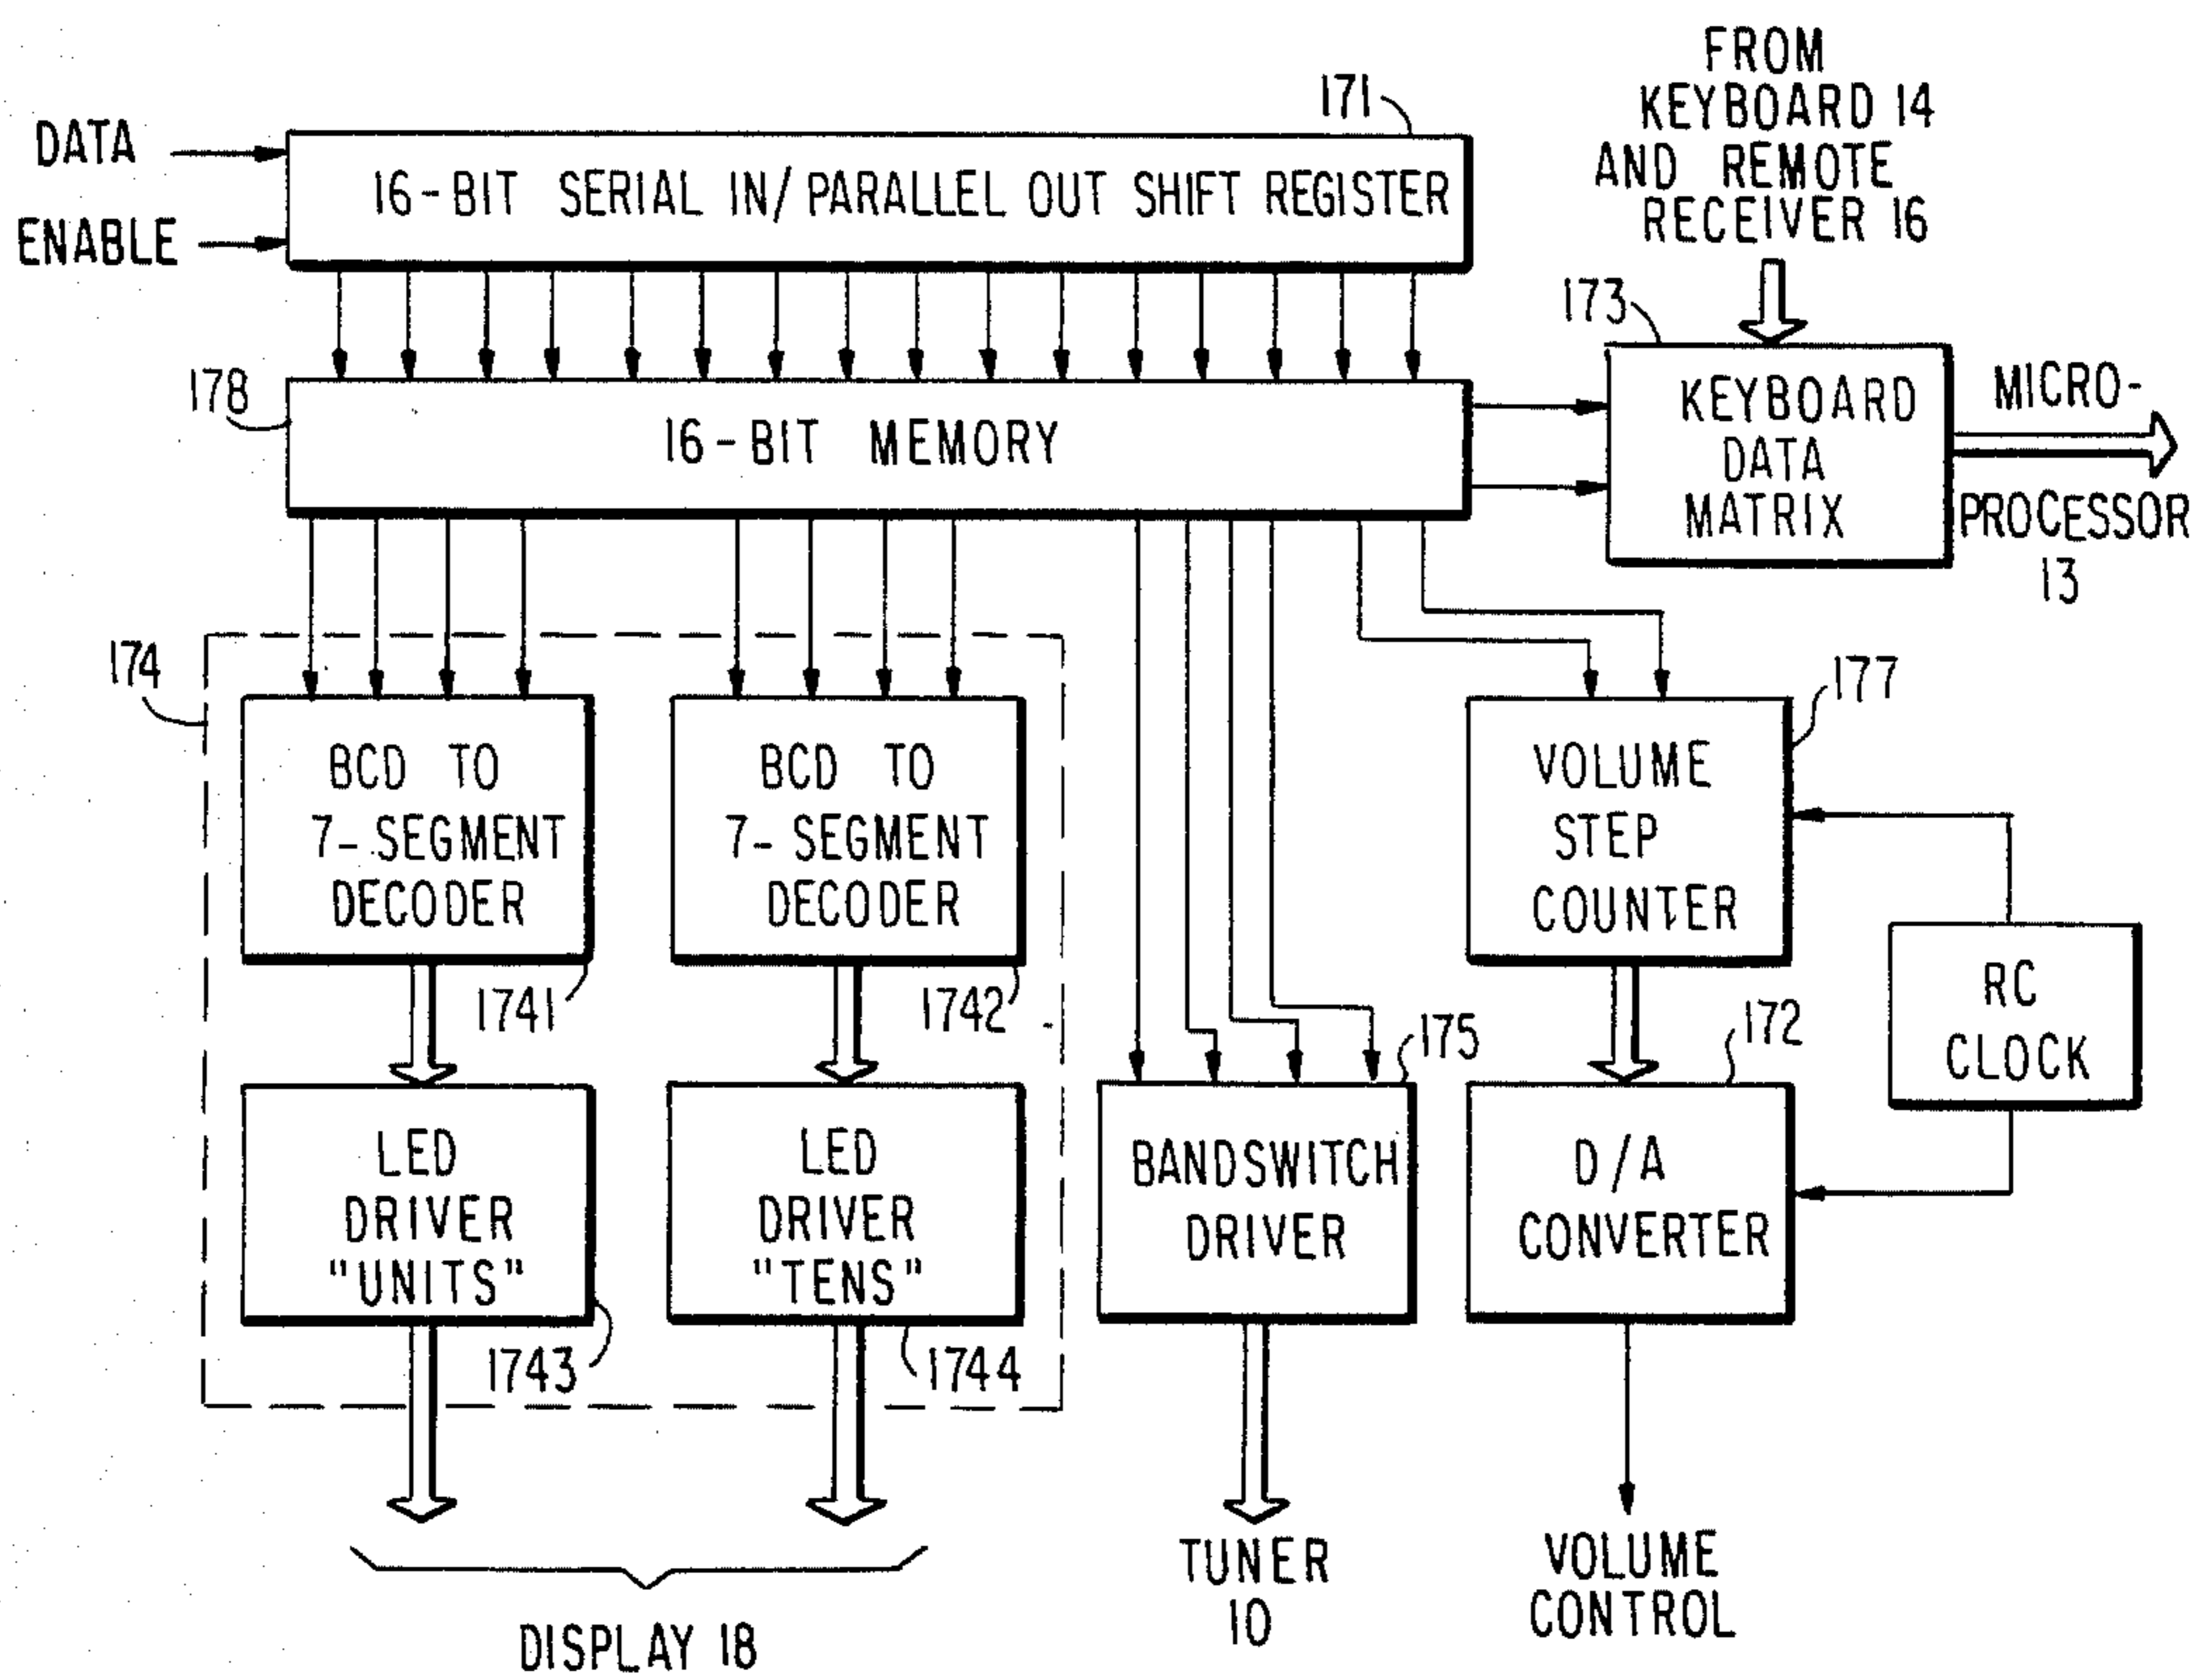 FROM
KEYBOARD 14
AND REMOTE
RECEIVER 16
171
DATA
ENABLE
16-BIT SERIAL IN/PARALLEL OUT SHIFT REGISTER
173
178
16-BIT MEMORY
KEYBOARD
DATA
MATRIX
MICRO-
PROCESSOR
13
174
BCD TO
7-SEGMENT
DECODER
1741
BCD TO
7-SEGMENT
DECODER
1742
VOLUME
STEP
COUNTER
177
RC
CLOCK
LED
DRIVER
"UNITS"
1743
LED
DRIVER
"TENS"
1744
BANDSWITCH
DRIVER
175
D/A
CONVERTER
172
DISPLAY 18
TUNER
10
VOLUME
CONTROL